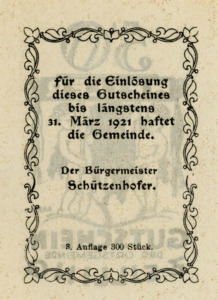 Für die Einlösung
dieses Gutscheines
bis längstens
31. März 1921 haftet
die Gemeinde.
Der Bürgermeister
Schützenhofer.
8. Auflage 300 Stück.